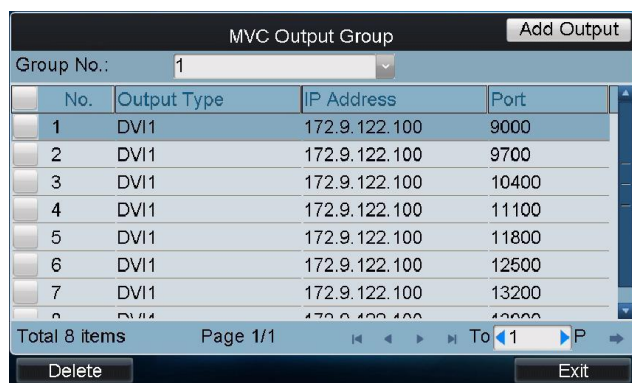 MVC Output Group
Add Output
Group No.: 1
No. Output Type IP Address Port
1 DVI1 172.9.122.100 9000
2 DVI1 172.9.122.100 9700
3 DVI1 172.9.122.100 10400
4 DVI1 172.9.122.100 11100
5 DVI1 172.9.122.100 11800
6 DVI1 172.9.122.100 12500
7 DVI1 172.9.122.100 13200
Total 8 items Page 1/1 To 1 P
Delete Exit